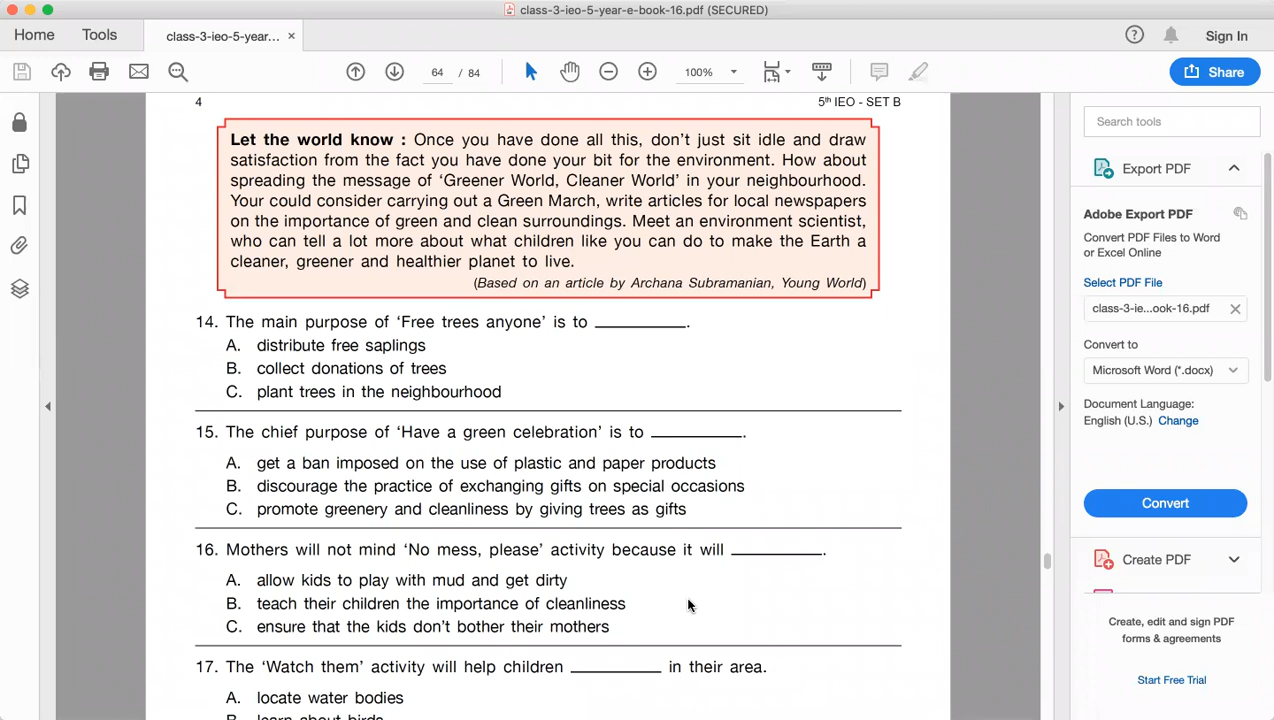 class-3-ieo-5-year-e-book-16.pdf (SECURED)
Home Tools class-3-ieo-5-year... × Sign In
64 / 84 100% Share
4 5th IEO - SET B
Let the world know : Once you have done all this, don't just sit idle and draw
satisfaction from the fact you have done your bit for the environment. How about
spreading the message of 'Greener World, Cleaner World' in your neighbourhood.
Your could consider carrying out a Green March, write articles for local newspapers
on the importance of green and clean surroundings. Meet an environment scientist,
who can tell a lot more about what children like you can do to make the Earth a
cleaner, greener and healthier planet to live.
(Based on an article by Archana Subramanian, Young World)
14. The main purpose of 'Free trees anyone' is to __________.
A. distribute free saplings
B. collect donations of trees
C. plant trees in the neighbourhood
15. The chief purpose of 'Have a green celebration' is to __________.
A. get a ban imposed on the use of plastic and paper products
B. discourage the practice of exchanging gifts on special occasions
C. promote greenery and cleanliness by giving trees as gifts
16. Mothers will not mind 'No mess, please' activity because it will __________.
A. allow kids to play with mud and get dirty
B. teach their children the importance of cleanliness
C. ensure that the kids don't bother their mothers
17. The 'Watch them' activity will help children __________ in their area.
A. locate water bodies
B. learn about birds
Search tools
Export PDF
Adobe Export PDF
Convert PDF Files to Word
or Excel Online
Select PDF File
class-3-ie...ook-16.pdf
Convert to
Microsoft Word (*.docx)
Document Language:
English (U.S.) Change
Convert
Create PDF
Create, edit and sign PDF
forms & agreements
Start Free Trial